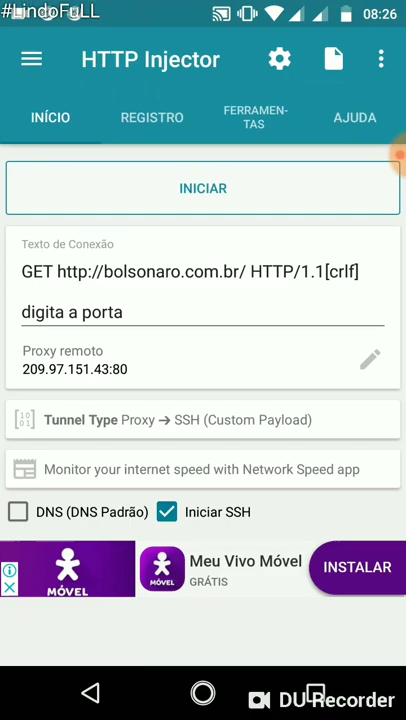 #LindoFuLL
08:26
HTTP Injector
INÍCIO
REGISTRO
FERRAMEN-
TAS
AJUDA
INICIAR
Texto de Conexão
GET http://bolsonaro.com.br/ HTTP/1.1[crlf]
digita a porta
Proxy remoto
209.97.151.43:80
Tunnel Type Proxy ➔ SSH (Custom Payload)
Monitor your internet speed with Network Speed app
DNS (DNS Padrão)
Iniciar SSH
MÓVEL
MÓVEL
Meu Vivo Móvel
GRÁTIS
INSTALAR
DU Recorder